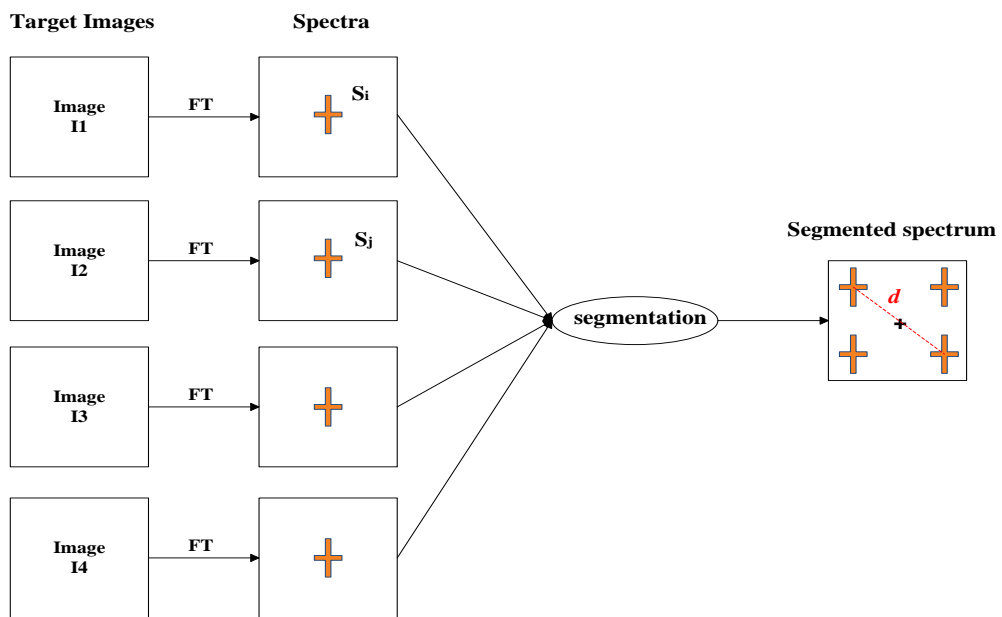 Target Images
Spectra
Image
I1
FT
Si
Image
I2
FT
Sj
Segmented spectrum
d
segmentation
Image
I3
FT
Image
I4
FT